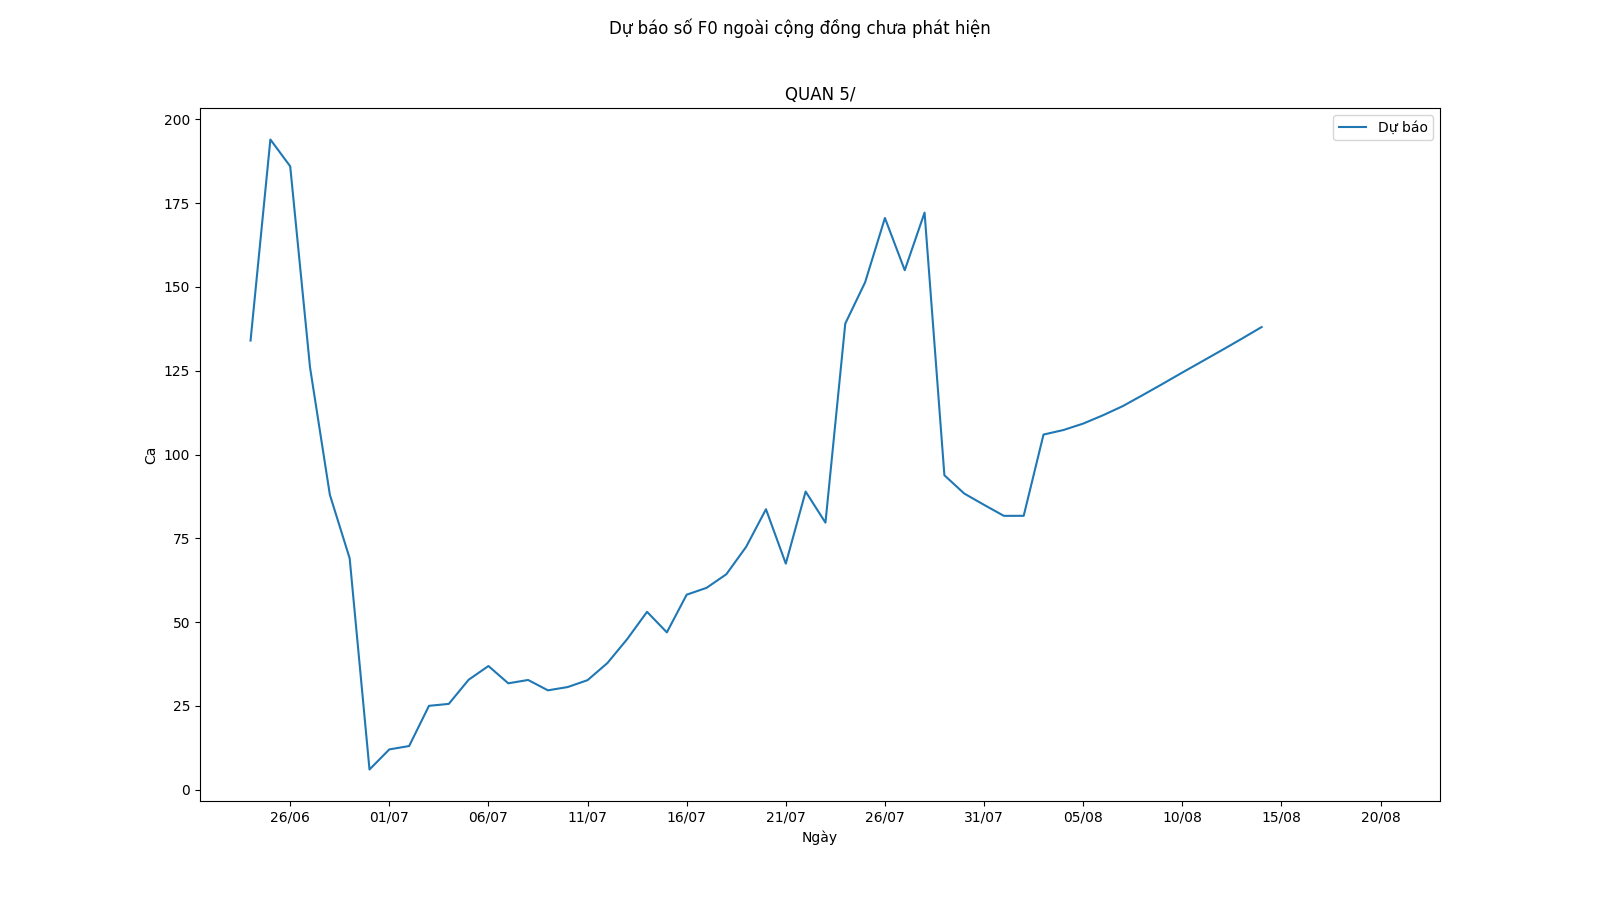 Dự báo số F0 ngoài cộng đồng chưa phát hiện
QUAN 5/
Dự báo
200
175
150
125
100
75
50
25
0
Ca
26/06 01/07 06/07 11/07 16/07 21/07 26/07 31/07 05/08 10/08 15/08 20/08
Ngày